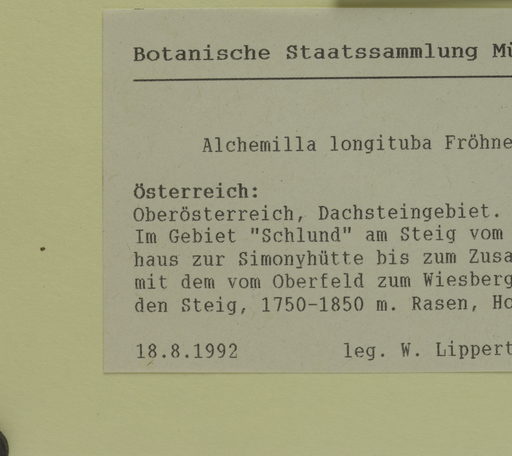 Botanische Staatssammlung Mü
Alchemilla longituba Fröhne
Österreich:
Oberösterreich, Dachsteingebiet.
Im Gebiet "Schlund" am Steig vom
haus zur Simonyhütte bis zum Zusa
mit dem vom Oberfeld zum Wiesberg
den Steig, 1750-1850 m. Rasen, Ho
18.8.1992 leg. W. Lippert